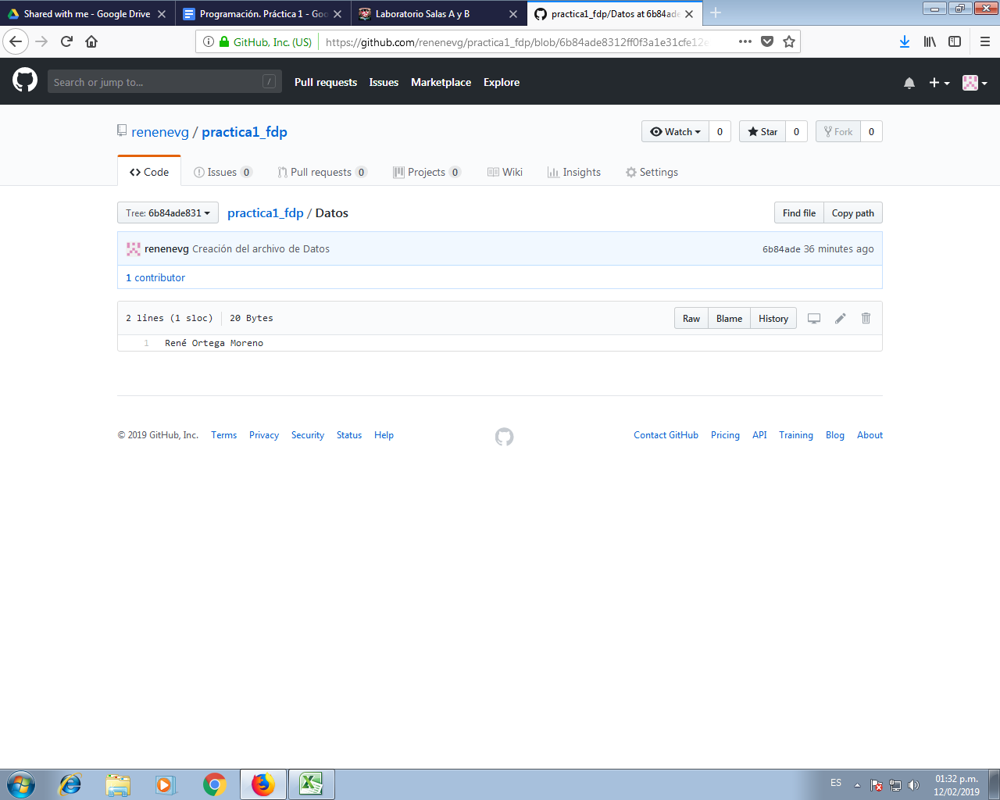 Shared with me - Google Drive
Programación. Práctica 1 - Goo
Laboratorio Salas A y B
practica1_fdp/Datos at 6b84ade
GitHub, Inc. (US)
https://github.com/renenevg/practica1_fdp/blob/6b84ade8312ff0f3a1e31cfe12e
Search or jump to...
/
Pull requests Issues Marketplace Explore
renenevg / practica1_fdp
Watch 0
Star 0
Fork 0
Code
Issues 0
Pull requests 0
Projects 0
Wiki
Insights
Settings
Tree: 6b84ade831
practica1_fdp / Datos
Find file Copy path
renenevg Creación del archivo de Datos
6b84ade 36 minutes ago
1 contributor
2 lines (1 sloc) 20 Bytes
Raw Blame History
1 René Ortega Moreno
© 2019 GitHub, Inc. Terms Privacy Security Status Help
Contact GitHub Pricing API Training Blog About
ES
01:32 p.m.
12/02/2019